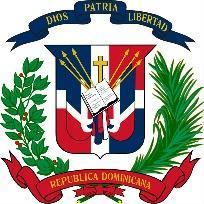 DIOS PATRIA LIBERTAD
REPUBLICA DOMINICANA